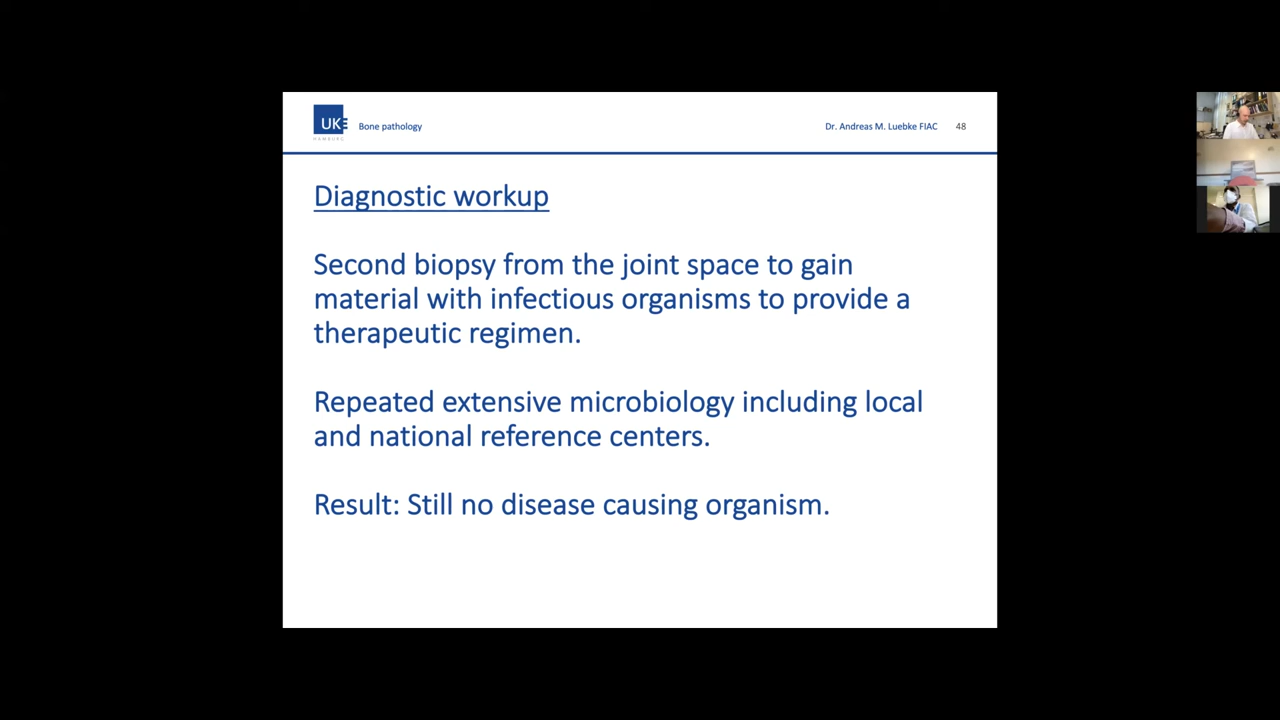 UKE
HAMBURG
Bone pathology
Dr. Andreas M. Luebke FIAC 48
Diagnostic workup
Second biopsy from the joint space to gain
material with infectious organisms to provide a
therapeutic regimen.
Repeated extensive microbiology including local
and national reference centers.
Result: Still no disease causing organism.